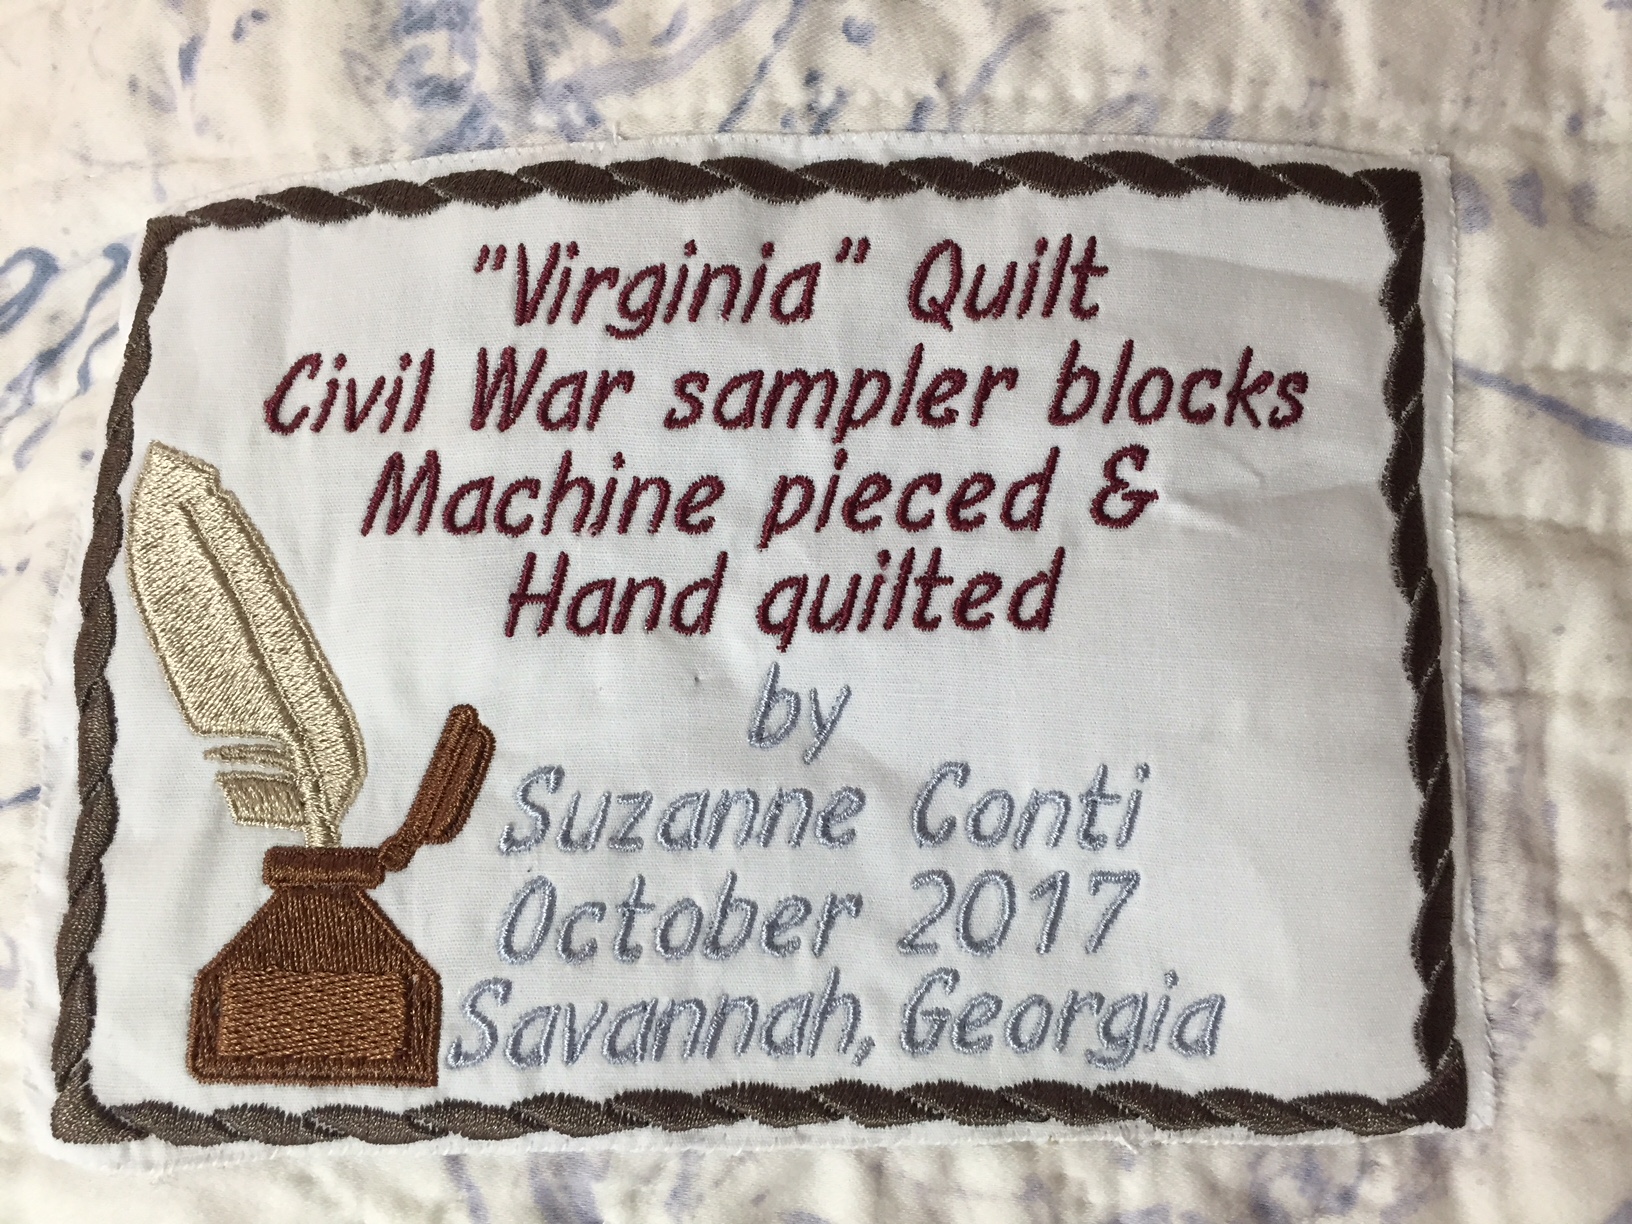 "Virginia" Quilt
Civil War sampler blocks
Machine pieced &
Hand quilted
by
Suzanne Conti
October 2017
Savannah, Georgia